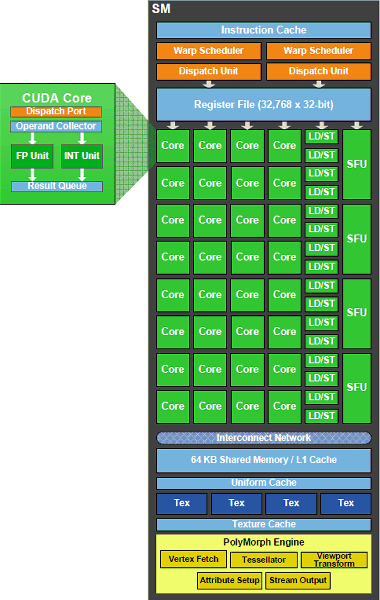 SM
Instruction Cache
Warp Scheduler Warp Scheduler
Dispatch Unit Dispatch Unit
Register File (32,768 x 32-bit)
CUDA Core
Dispatch Port
Operand Collector
FP Unit INT Unit
Result Queue
Core Core Core Core LD/ST
LD/ST
SFU
Core Core Core Core LD/ST
LD/ST
Core Core Core Core LD/ST
LD/ST
SFU
Core Core Core Core LD/ST
LD/ST
Core Core Core Core LD/ST
LD/ST
SFU
Core Core Core Core LD/ST
LD/ST
Core Core Core Core LD/ST
LD/ST
SFU
Core Core Core Core LD/ST
LD/ST
Interconnect Network
64 KB Shared Memory / L1 Cache
Uniform Cache
Tex Tex Tex Tex
Texture Cache
PolyMorph Engine
Vertex Fetch Tessellator Viewport
Transform
Attribute Setup Stream Output